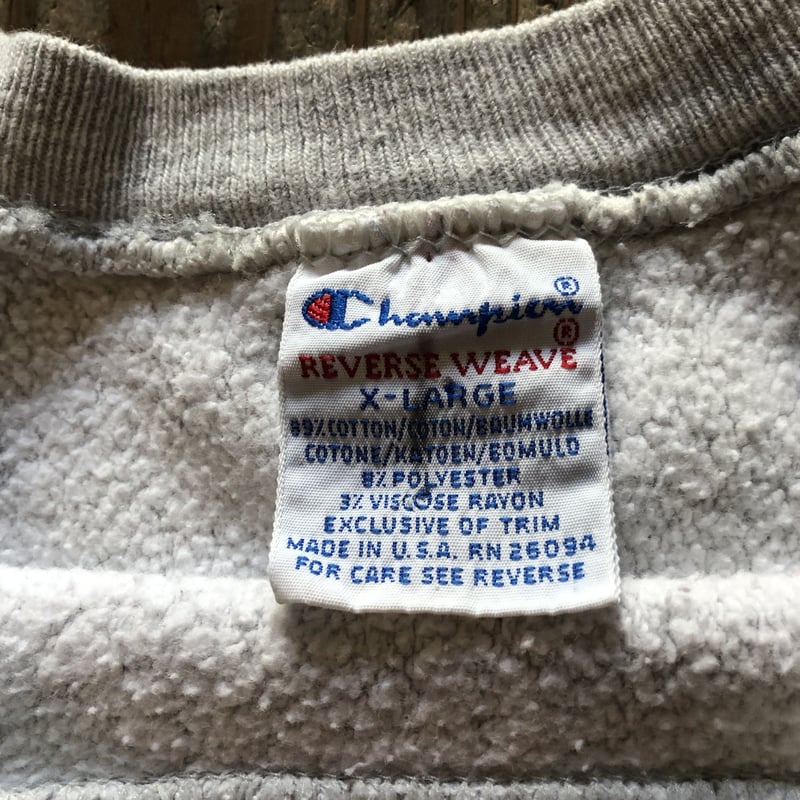 Champion®
REVERSE WEAVE®
X-LARGE
89% COTTON/COTON/BAUMWOLLE
COTONE/KATOEN/BOMULD
8% POLYESTER
3% VISCOSE RAYON
EXCLUSIVE OF TRIM
MADE IN U.S.A. RN 26094
FOR CARE SEE REVERSE